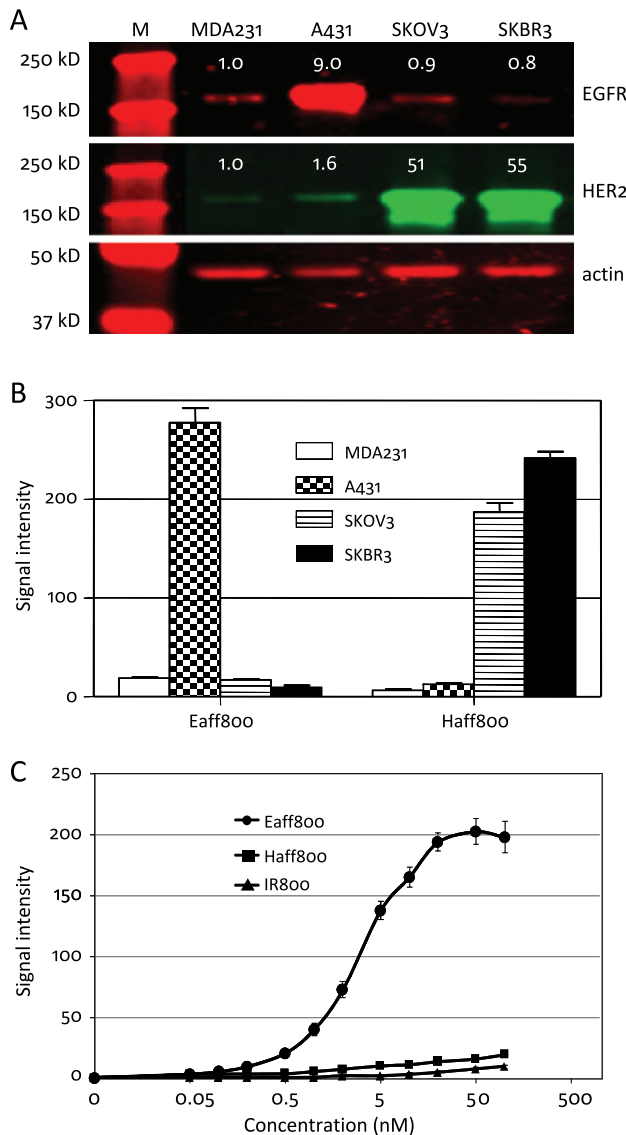 A
M MDA231 A431 SKOV3 SKBR3
250 kD
150 kD
1.0 9.0 0.9 0.8
EGFR
250 kD
150 kD
1.0 1.6 51 55
HER2
50 kD
37 kD
actin
B
Signal intensity
300
200
100
0
MDA231
A431
SKOV3
SKBR3
Eaff800 Haff800
C
Signal intensity
250
200
150
100
50
0
Eaff800
Haff800
IR800
0 0.05 0.5 5 50 500
Concentration (nM)